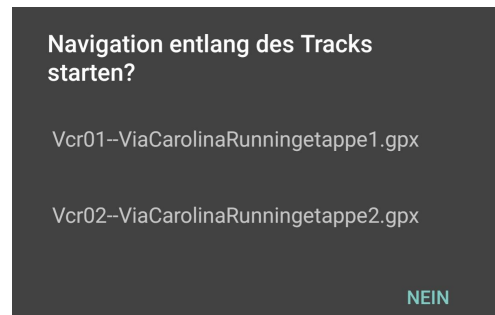 Navigation entlang des Tracks
starten?
Vcr01--ViaCarolinaRunningetappe1.gpx
Vcr02--ViaCarolinaRunningetappe2.gpx
NEIN